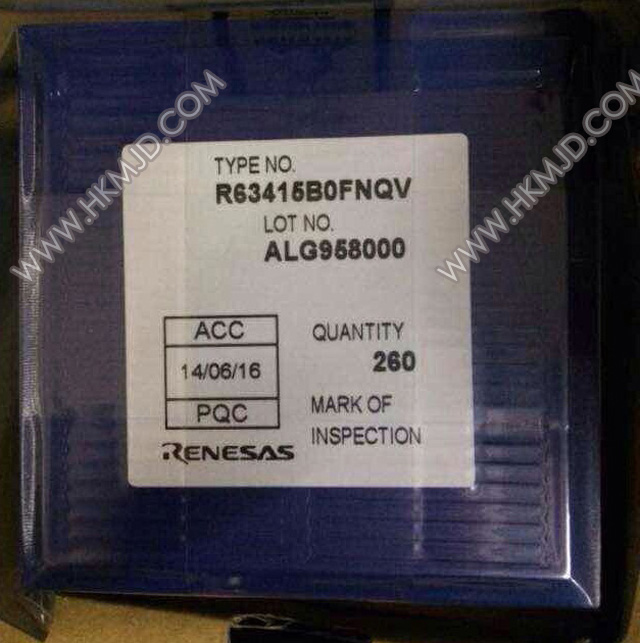 WWW.HKMJD.COM
WWW.HKMJD.COM
TYPE NO.
R63415B0FNQV
LOT NO.
ALG958000
ACC
14/06/16
PQC
QUANTITY
260
MARK OF
INSPECTION
RENESAS